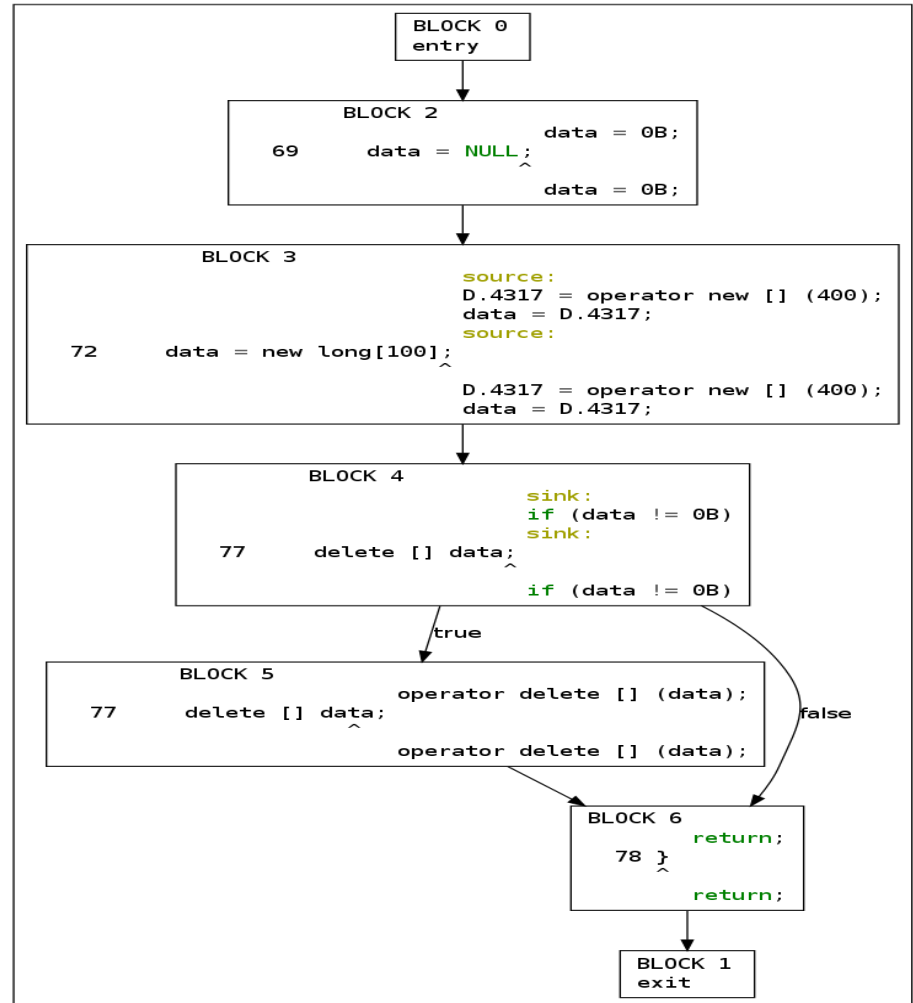 BLOCK 0
entry
BLOCK 2
data = 0B;
69 data = NULL;
^
data = 0B;
BLOCK 3
source:
D.4317 = operator new [] (400);
data = D.4317;
source:
72 data = new long[100];
^
D.4317 = operator new [] (400);
data = D.4317;
BLOCK 4
sink:
if (data != 0B)
sink:
77 delete [] data;
^
if (data != 0B)
true
BLOCK 5
operator delete [] (data);
77 delete [] data;
^
operator delete [] (data);
false
BLOCK 6
return;
78 }
^
return;
BLOCK 1
exit